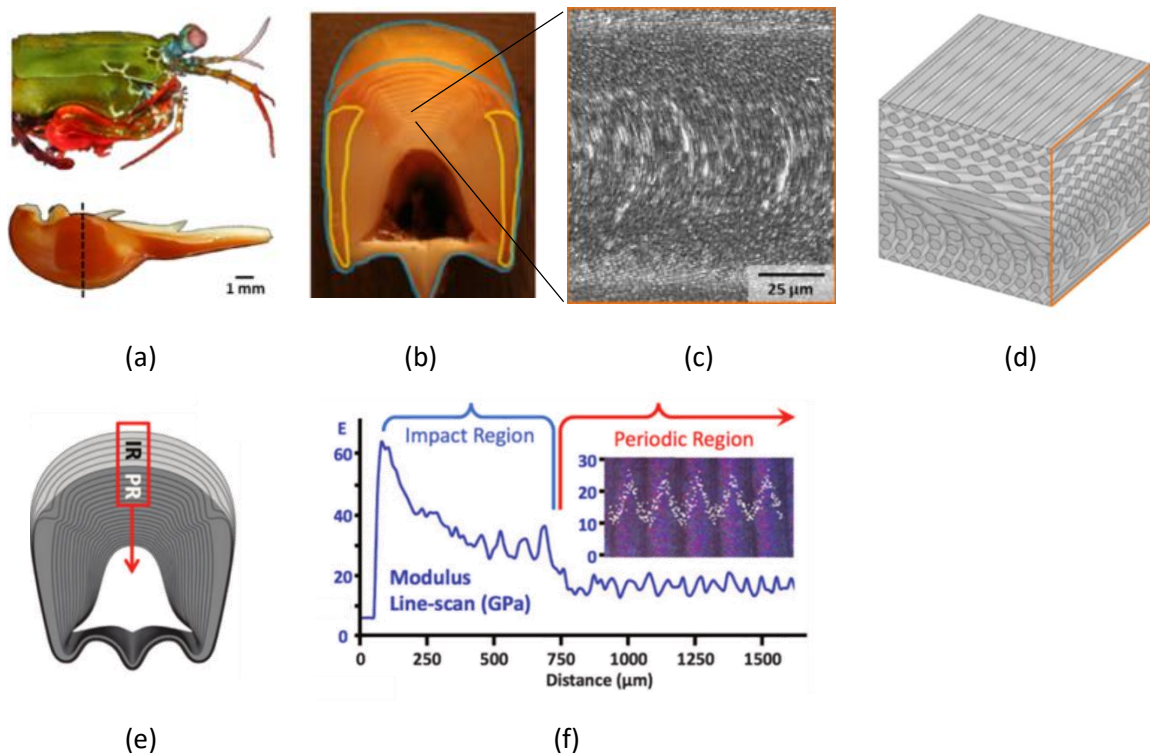 1 mm
25 µm
(a)
(b)
(c)
(d)
IR
PR
E
60
40
20
0
Impact Region
Periodic Region
30
20
10
0
Modulus
Line-scan (GPa)
0
250
500
750
1000
1250
1500
Distance (µm)
(e)
(f)